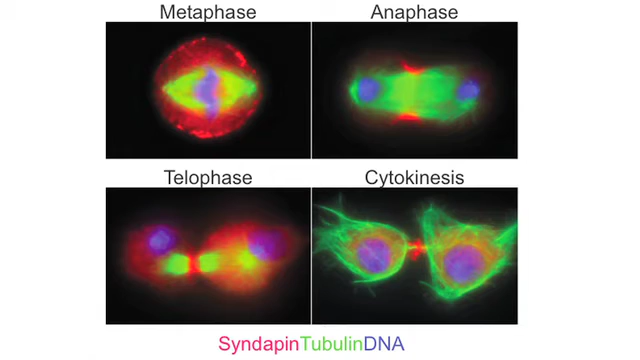 Metaphase Anaphase
Telophase Cytokinesis
SyndapinTubulinDNA